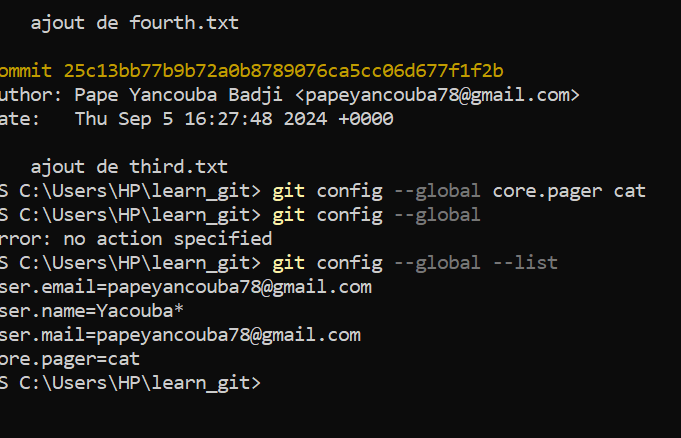 ajout de fourth.txt
ommit 25c13bb77b9b72a0b8789076ca5cc06d677f1f2b
uthor: Pape Yancouba Badji <papeyancouba78@gmail.com>
ate:   Thu Sep 5 16:27:48 2024 +0000
ajout de third.txt
S C:\Users\HP\learn_git> git config --global core.pager cat
S C:\Users\HP\learn_git> git config --global
rror: no action specified
S C:\Users\HP\learn_git> git config --global --list
ser.email=papeyancouba78@gmail.com
ser.name=Yacouba*
ser.mail=papeyancouba78@gmail.com
ore.pager=cat
S C:\Users\HP\learn_git>